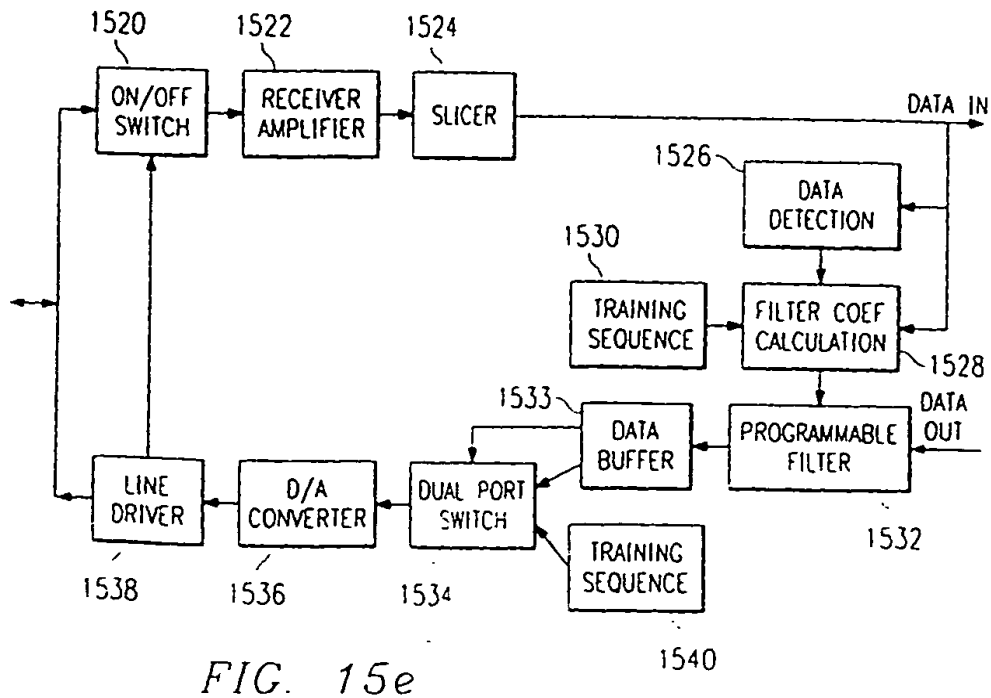 1520
1522
1524
ON/OFF
SWITCH
RECEIVER
AMPLIFIER
SLICER
DATA IN
1526
DATA
DETECTION
1530
TRAINING
SEQUENCE
FILTER COEF
CALCULATION
1528
1533
DATA
OUT
DATA
BUFFER
PROGRAMMABLE
FILTER
1532
LINE
DRIVER
D/A
CONVERTER
DUAL PORT
SWITCH
TRAINING
SEQUENCE
1538
1536
1534
1540
FIG. 15e